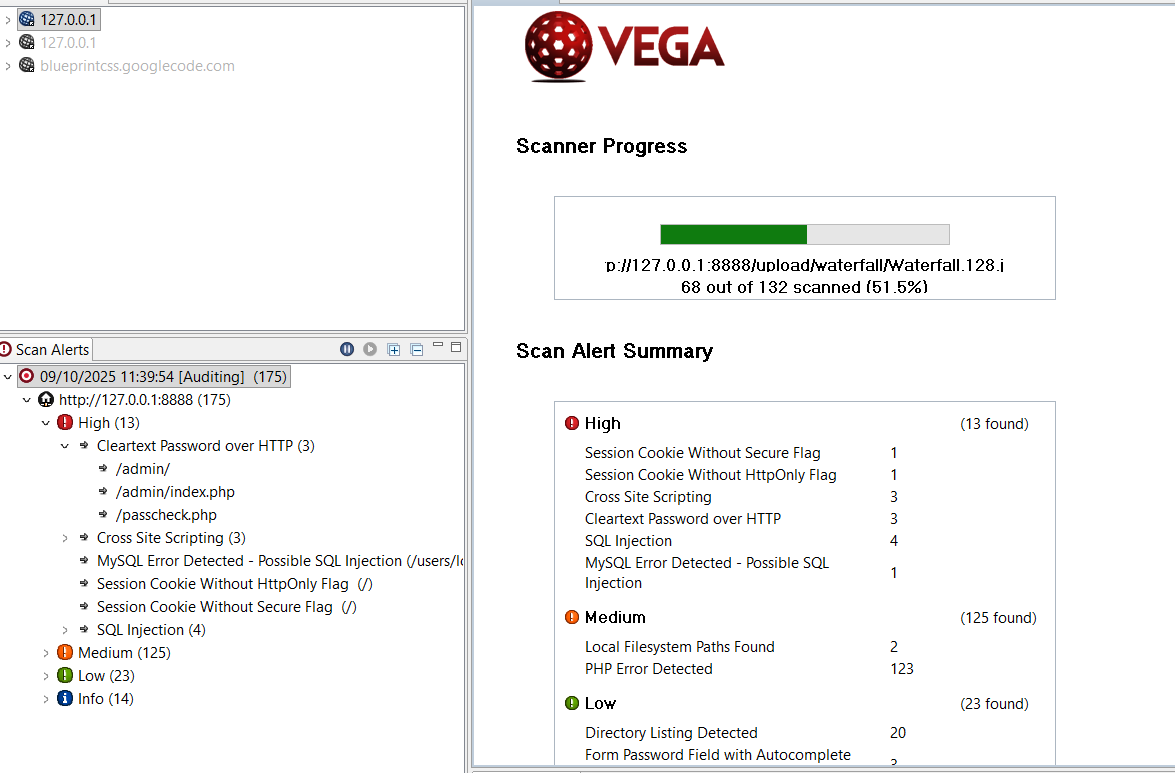 127.0.0.1
127.0.0.1
blueprintcss.googlecode.com
Scan Alerts
09/10/2025 11:39:54 [Auditing] (175)
http://127.0.0.1:8888 (175)
High (13)
Cleartext Password over HTTP (3)
/admin/
/admin/index.php
/passcheck.php
Cross Site Scripting (3)
MySQL Error Detected - Possible SQL Injection (/users/
Session Cookie Without HttpOnly Flag (/)
Session Cookie Without Secure Flag (/)
SQL Injection (4)
Medium (125)
Low (23)
Info (14)
VEGA
Scanner Progress
p://127.0.0.1:8888/upload/waterfall/Waterfall.128.j
68 out of 132 scanned (51.5%)
Scan Alert Summary
High (13 found)
Session Cookie Without Secure Flag 1
Session Cookie Without HttpOnly Flag 1
Cross Site Scripting 3
Cleartext Password over HTTP 3
SQL Injection 4
MySQL Error Detected - Possible SQL
Injection 1
Medium (125 found)
Local Filesystem Paths Found 2
PHP Error Detected 123
Low (23 found)
Directory Listing Detected 20
Form Password Field with Autocomplete